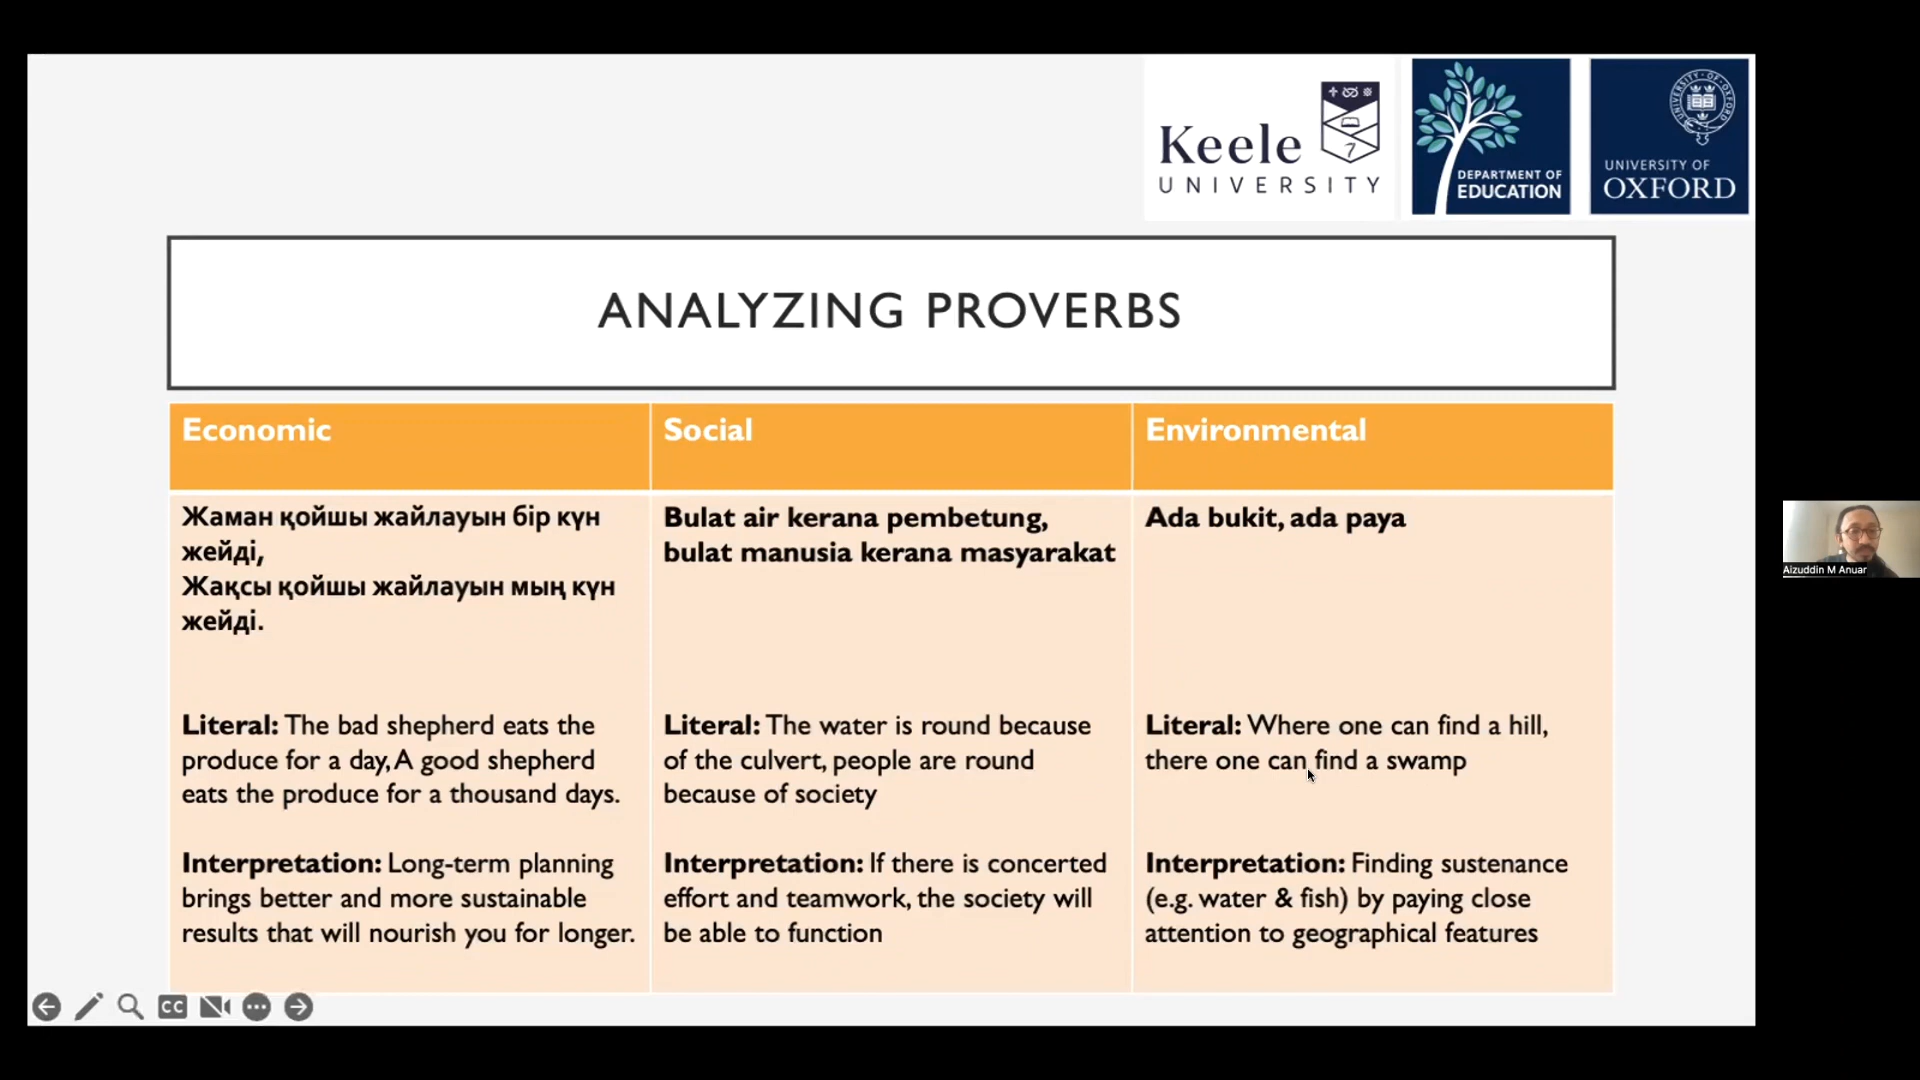 Keele
UNIVERSITY
DEPARTMENT OF
EDUCATION
UNIVERSITY OF
OXFORD
ANALYZING PROVERBS
Economic
Жаман қойшы жайлауын бір күн
жейді,
Жақсы қойшы жайлауын мың күн
жейді.
Literal: The bad shepherd eats the
produce for a day, A good shepherd
eats the produce for a thousand days.
Interpretation: Long-term planning
brings better and more sustainable
results that will nourish you for longer.
Social
Bulat air kerana pembetung,
bulat manusia kerana masyarakat
Literal: The water is round because
of the culvert, people are round
because of society
Interpretation: If there is concerted
effort and teamwork, the society will
be able to function
Environmental
Ada bukit, ada paya
Literal: Where one can find a hill,
there one can find a swamp
Interpretation: Finding sustenance
(e.g. water & fish) by paying close
attention to geographical features
Aizuddin M Anuar
CC